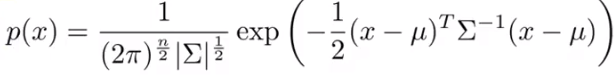 p(x) = \frac{1}{(2\pi)^{\frac{n}{2}} |\Sigma|^{\frac{1}{2}}} \exp\left(-\frac{1}{2}(x - \mu)^T \Sigma^{-1} (x - \mu)\right)